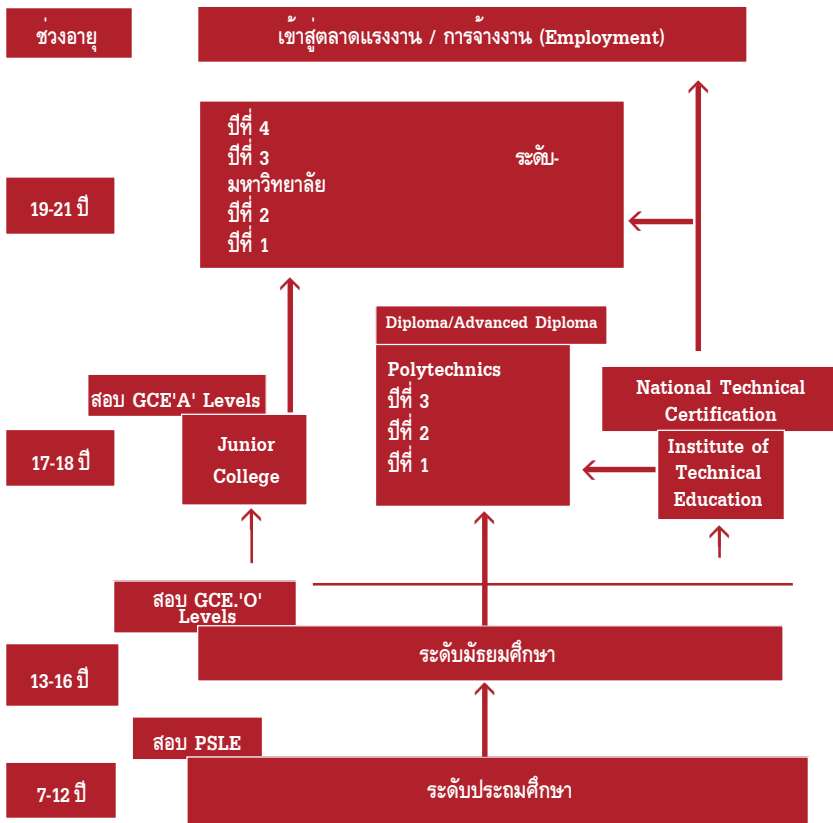 ช่วงอายุ
เข้าสู่ตลาดแรงงาน / การจ้างงาน (Employment)
ปีที่ 4
ปีที่ 3 ระดับ-
มหาวิทยาลัย
ปีที่ 2
ปีที่ 1
19-21 ปี
Diploma/Advanced Diploma
Polytechnics
ปีที่ 3
ปีที่ 2
ปีที่ 1
National Technical
Certification
Institute of
Technical
Education
สอบ GCE'A' Levels
Junior
College
17-18 ปี
สอบ GCE.'O'
Levels
ระดับมัธยมศึกษา
13-16 ปี
สอบ PSLE
ระดับประถมศึกษา
7-12 ปี